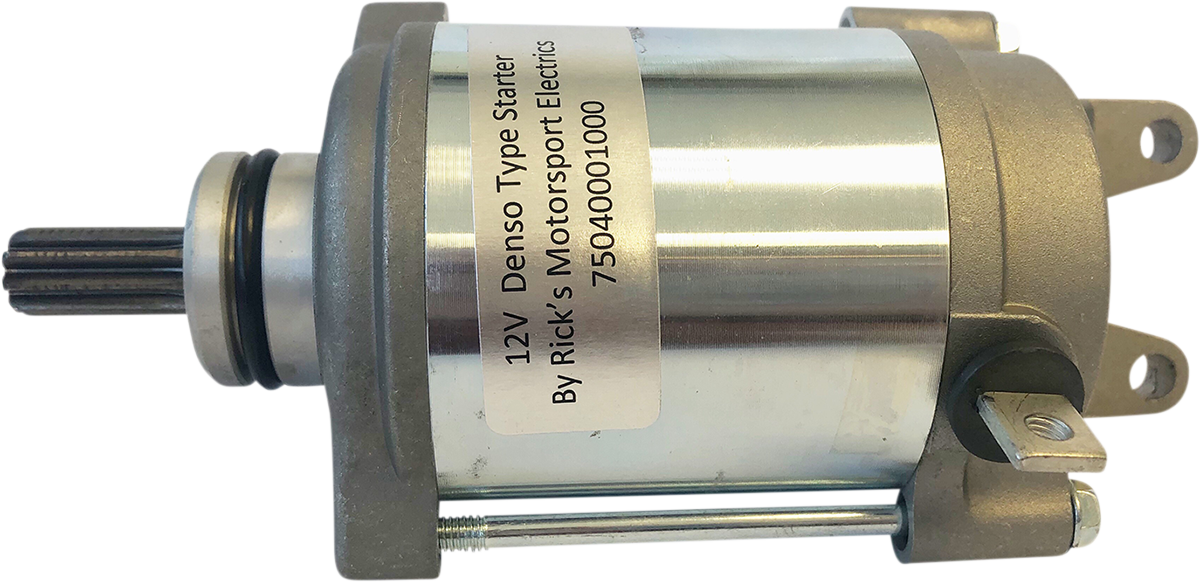 12V Denso Type Starter
By Rick's Motorsport Electrics
75040001000